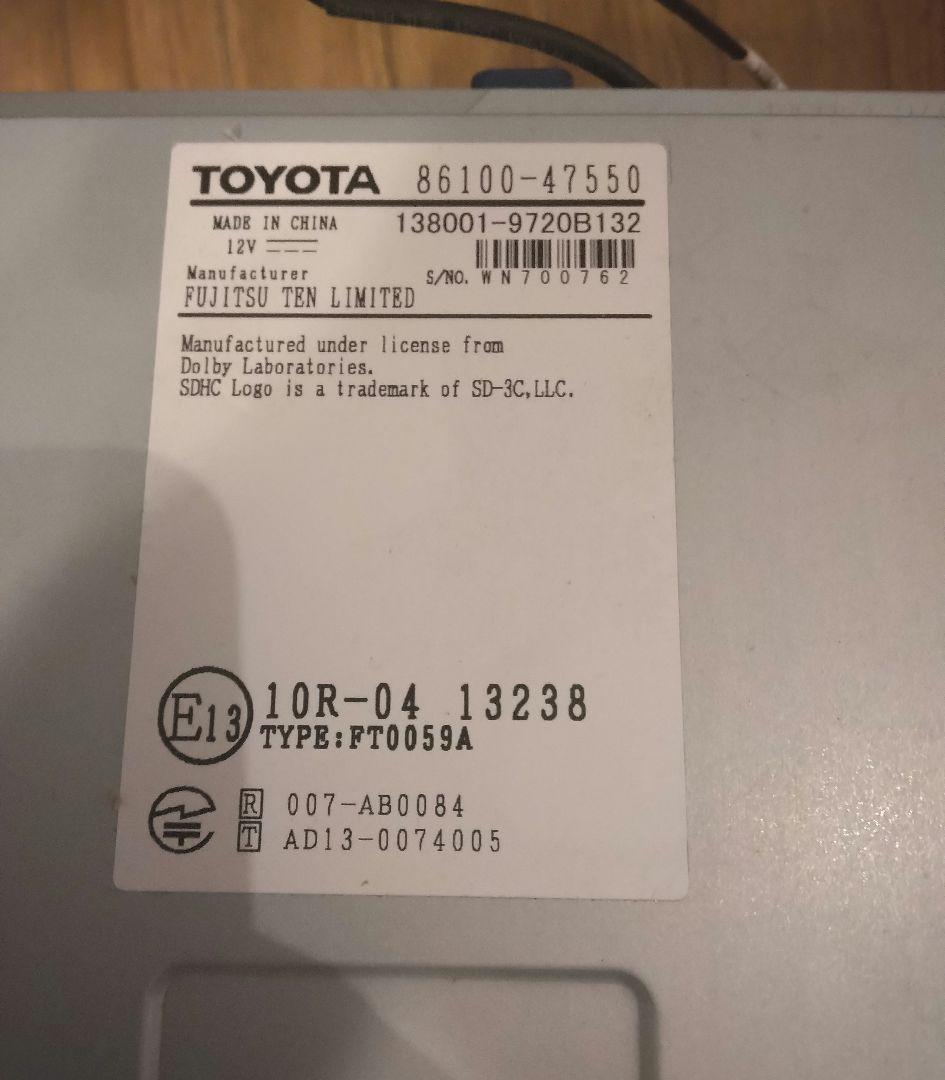 TOYOTA 86100-47550
MADE IN CHINA 138001-9720B132
12V
Manufacturer S/NO. WN700762
FUJITSU TEN LIMITED
Manufactured under license from
Dolby Laboratories.
SDHC Logo is a trademark of SD-3C,LLC.
E13 10R-04 13238
TYPE:FT0059A
R 007-AB0084
T AD13-0074005